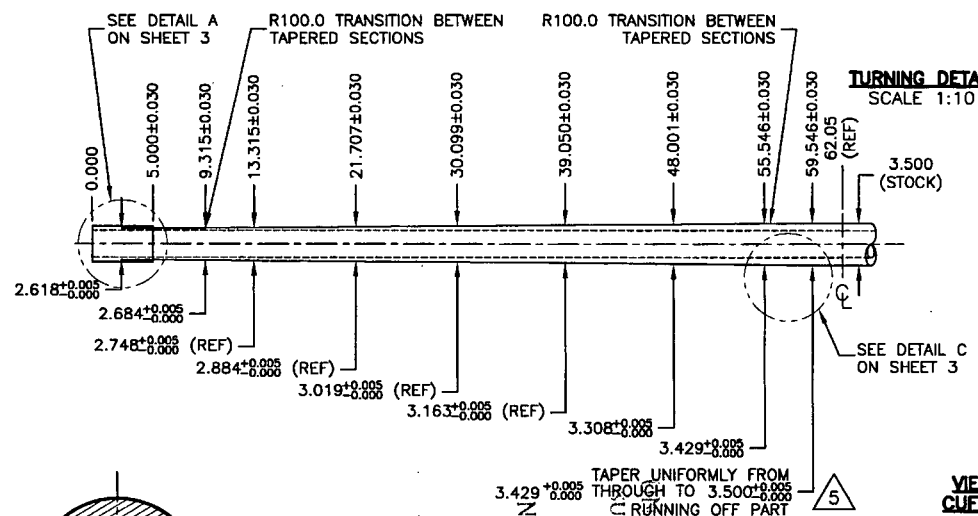 SEE DETAIL A
ON SHEET 3
R100.0 TRANSITION BETWEEN
TAPERED SECTIONS
R100.0 TRANSITION BETWEEN
TAPERED SECTIONS
TURNING DETA
SCALE 1:10
0.000
5.000±0.030
9.315±0.030
13.315±0.030
21.707±0.030
30.099±0.030
39.050±0.030
48.001±0.030
55.546±0.030
59.546±0.030
62.05
(REF)
3.500
(STOCK)
2.618+0.005
-0.000
2.684+0.005
-0.000
2.748+0.005
-0.000 (REF)
2.884+0.005
-0.000 (REF)
3.019+0.005
-0.000 (REF)
3.163+0.005
-0.000 (REF)
3.308+0.005
-0.000
3.429+0.005
-0.000
℄
SEE DETAIL C
ON SHEET 3
TAPER UNIFORMLY FROM
3.429 +0.005
-0.000 THROUGH TO 3.500+0.005
-0.000
RUNNING OFF PART
5
VIE
CUF